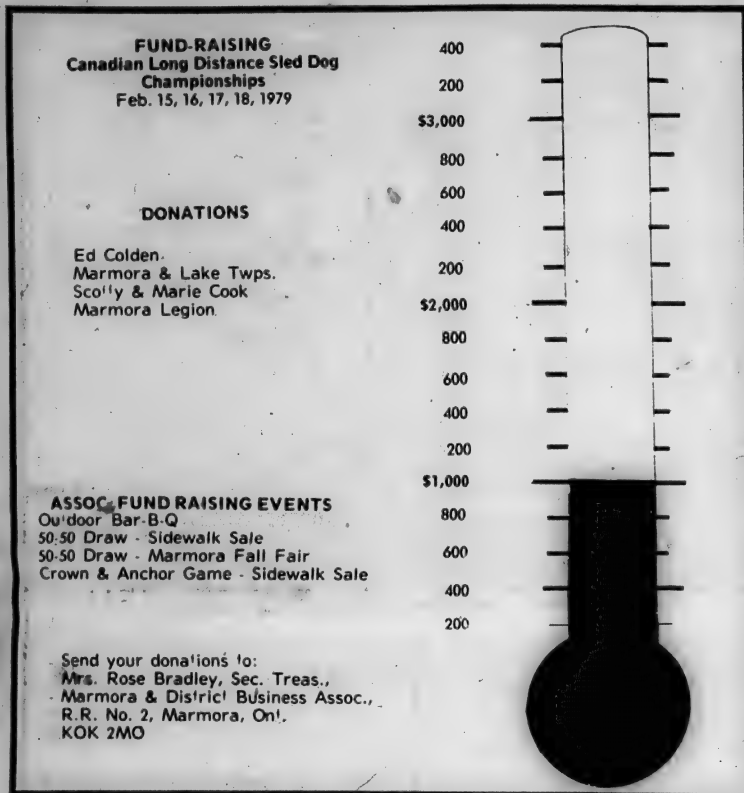 FUND-RAISING
Canadian Long Distance Sled Dog
Championships
Feb. 15, 16, 17, 18, 1979
DONATIONS
Ed Colden
Marmora & Lake Twps.
Scotty & Marie Cook
Marmora Legion
ASSOC. FUND RAISING EVENTS
Outdoor Bar-B-Q
50-50 Draw - Sidewalk Sale
50-50 Draw - Marmora Fall Fair
Crown & Anchor Game - Sidewalk Sale
Send your donations to:
Mrs. Rose Bradley, Sec. Treas.,
Marmora & District Business Assoc.,
R.R. No. 2, Marmora, Ont.
KOK 2MO
400
200
$3,000
800
600
400
200
$2,000
800
600
400
200
$1,000
800
600
400
200